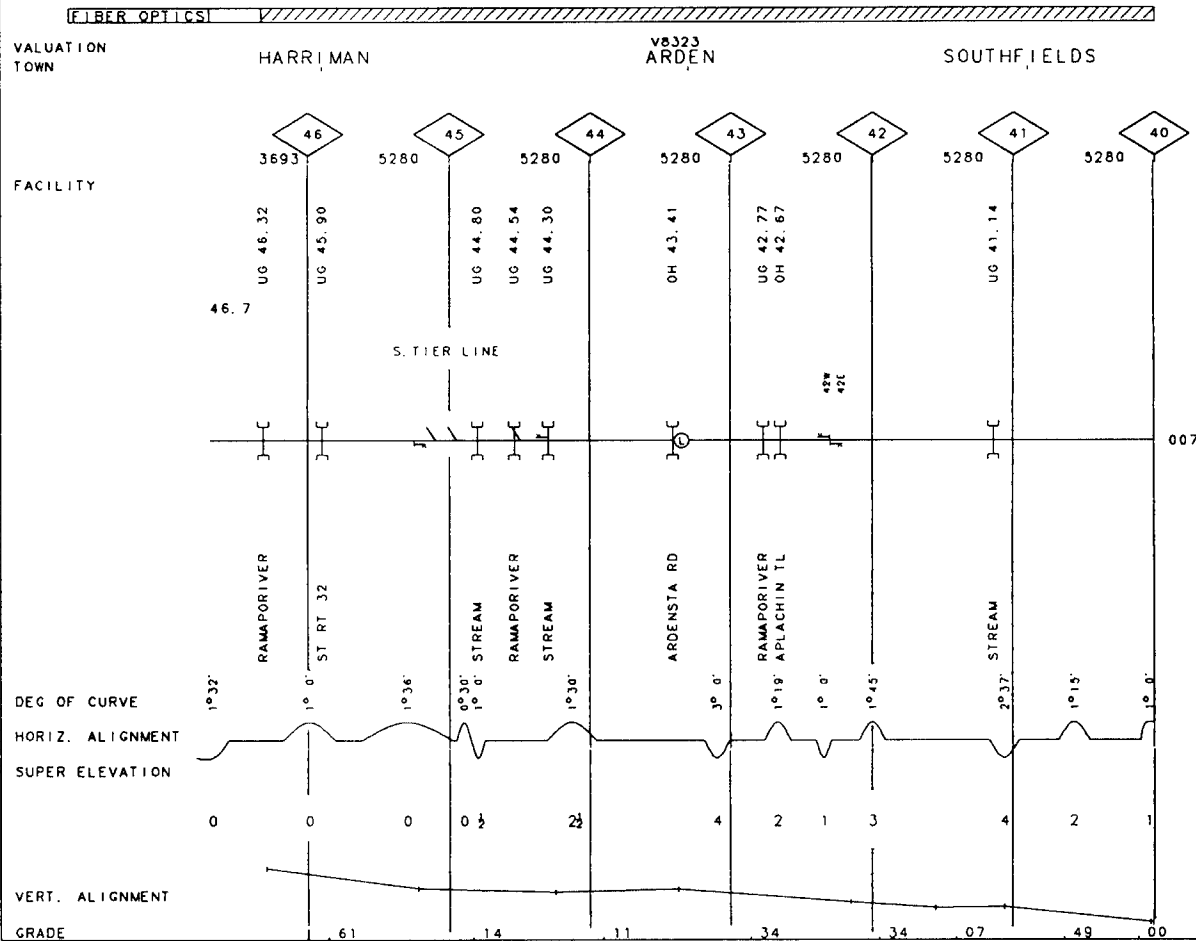 FIBER OPTICS
VALUATION V8323
TOWN HARRIMAN ARDEN SOUTHFIELDS
46 45 44 43 42 41 40
3693 5280 5280 5280 5280 5280 5280
FACILITY
UG 46.32
UG 45.90
UG 44.80
UG 44.54
UG 44.30
OH 43.41
UG 42.77
OH 42.67
UG 41.14
46.7
S. TIER LINE
42W
42E
L
007
RAMAPORIVER
ST RT 32
STREAM
RAMAPORIVER
STREAM
ARDENSTA RD
RAMAPORIVER
APLACHIN TL
STREAM
DEG OF CURVE 1°32' 1° 0' 1°36' 0°30' 1° 0' 1°30' 3° 0' 1°19' 1° 0' 1°45' 2°37' 1°15' 1° 0'
HORIZ. ALIGNMENT
SUPER ELEVATION
0 0 0 0 ½ 2½ 4 2 1 3 4 2 1
VERT. ALIGNMENT
GRADE .61 .14 .11 .34 .34 .07 .49 .00